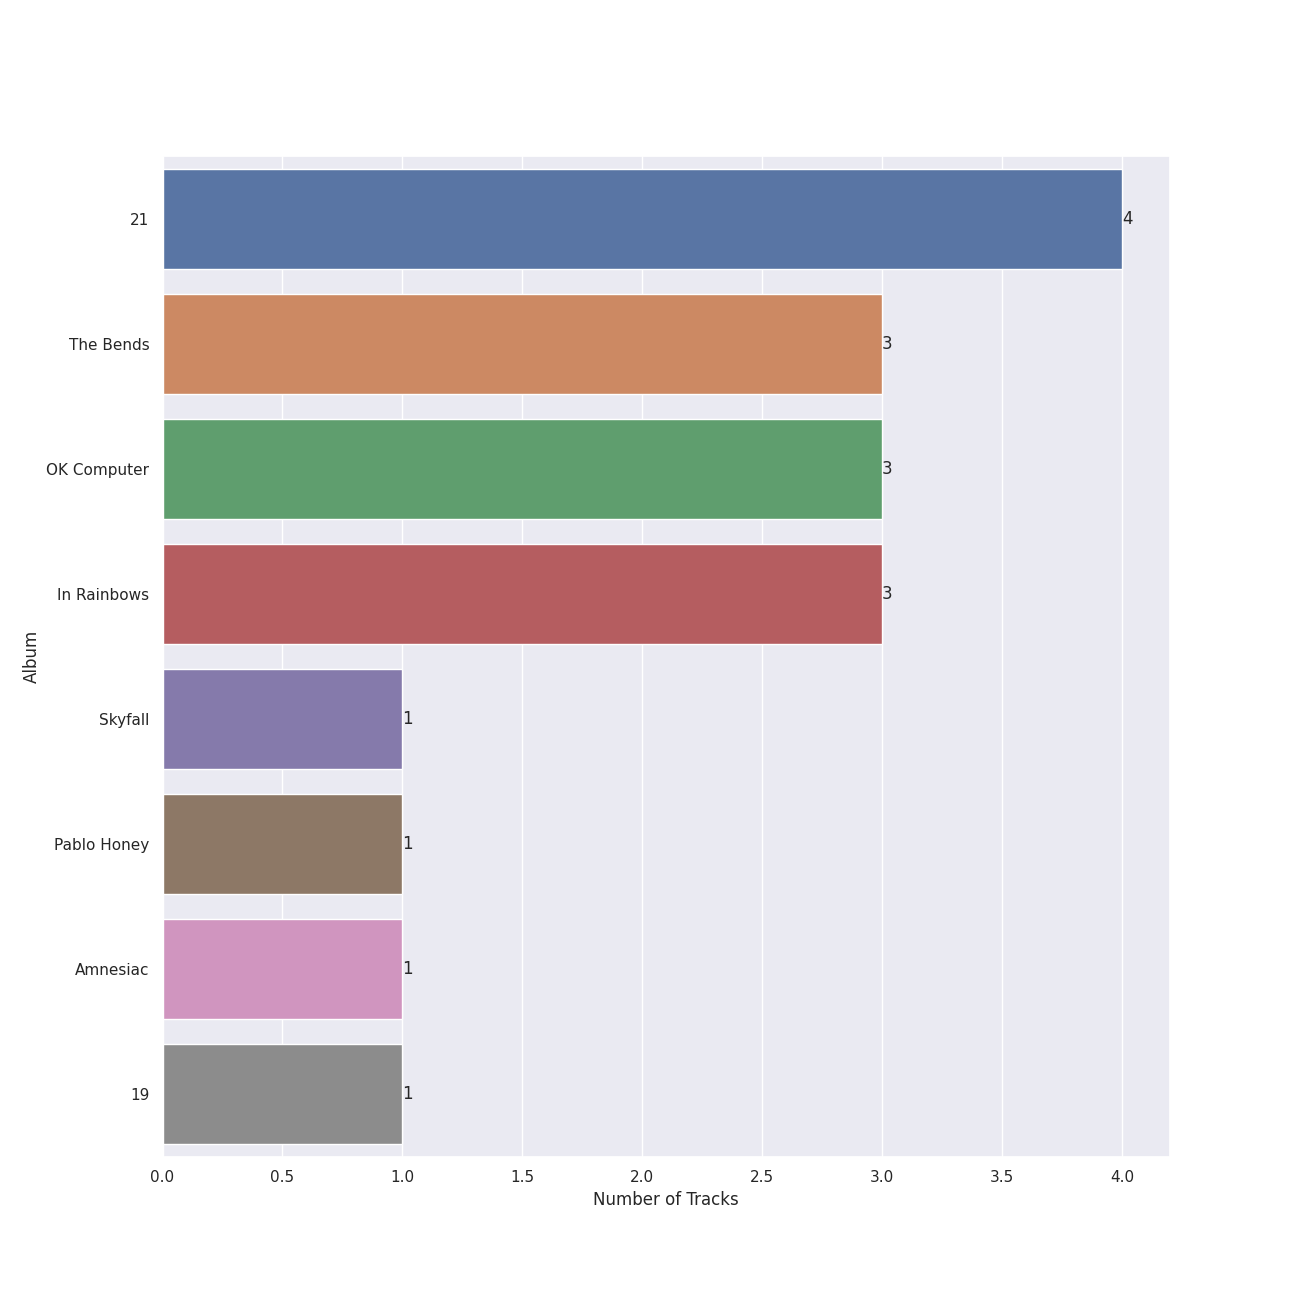 21
4
The Bends
3
OK Computer
3
In Rainbows
3
Album
Skyfall
1
Pablo Honey
1
Amnesiac
1
19
1
0.0 0.5 1.0 1.5 2.0 2.5 3.0 3.5 4.0
Number of Tracks